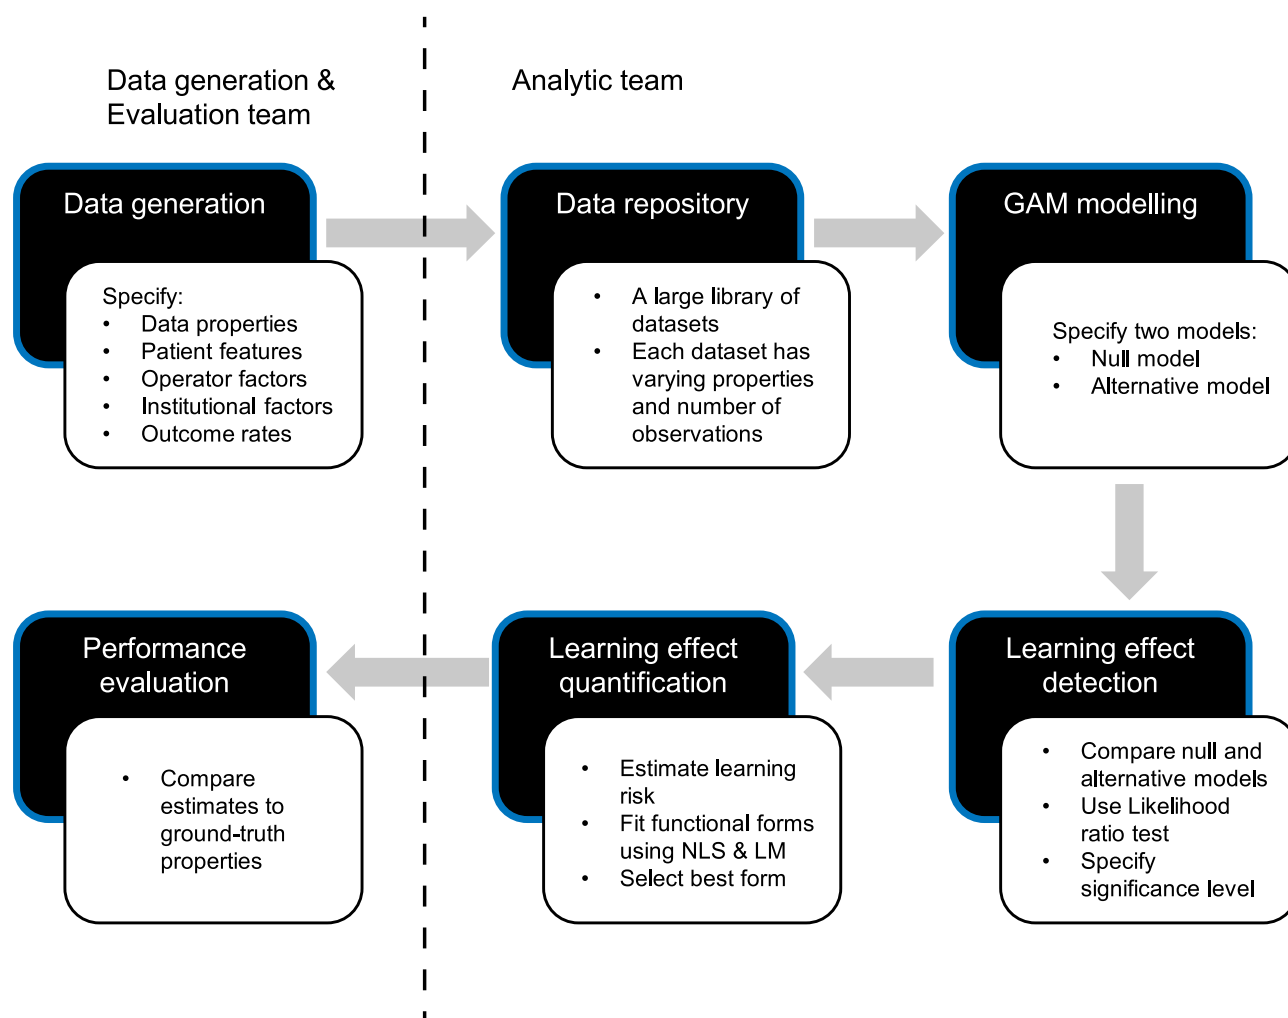 Data generation &
Evaluation team
Analytic team
Data generation
Specify:
• Data properties
• Patient features
• Operator factors
• Institutional factors
• Outcome rates
Data repository
• A large library of
datasets
• Each dataset has
varying properties
and number of
observations
GAM modelling
Specify two models:
• Null model
• Alternative model
Performance
evaluation
• Compare
estimates to
ground-truth
properties
Learning effect
quantification
• Estimate learning
risk
• Fit functional forms
using NLS & LM
• Select best form
Learning effect
detection
• Compare null and
alternative models
• Use Likelihood
ratio test
• Specify
significance level